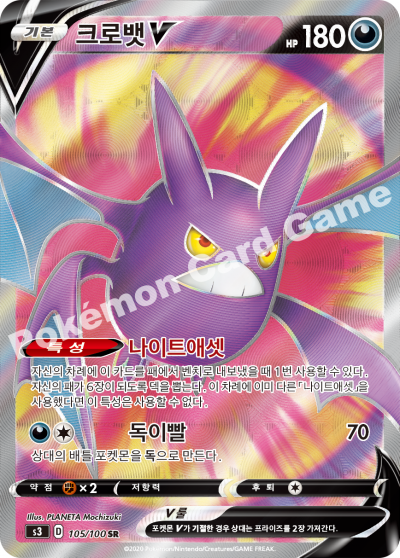 기본 크로뱃 V HP 180
Pokémon Card Game
특성 나이트애셋
자신의 차례에 이 카드를 패에서 벤치로 내보냈을 때 1번 사용할 수 있다.
자신의 패가 6장이 되도록 덱을 뽑는다. 이 차례에 이미 다른 「나이트애셋」을
사용했다면 이 특성은 사용할 수 없다.
독이빨 70
상대의 배틀 포켓몬을 독으로 만든다.
약점 ×2 저항력 후퇴
Illus. PLANETA Mochizuki
V 룰
s3 D 105/100 SR
포켓몬 V가 기절한 경우 상대는 프라이즈를 2장 가져간다.
©2020 Pokémon/Nintendo/Creatures/GAME FREAK.